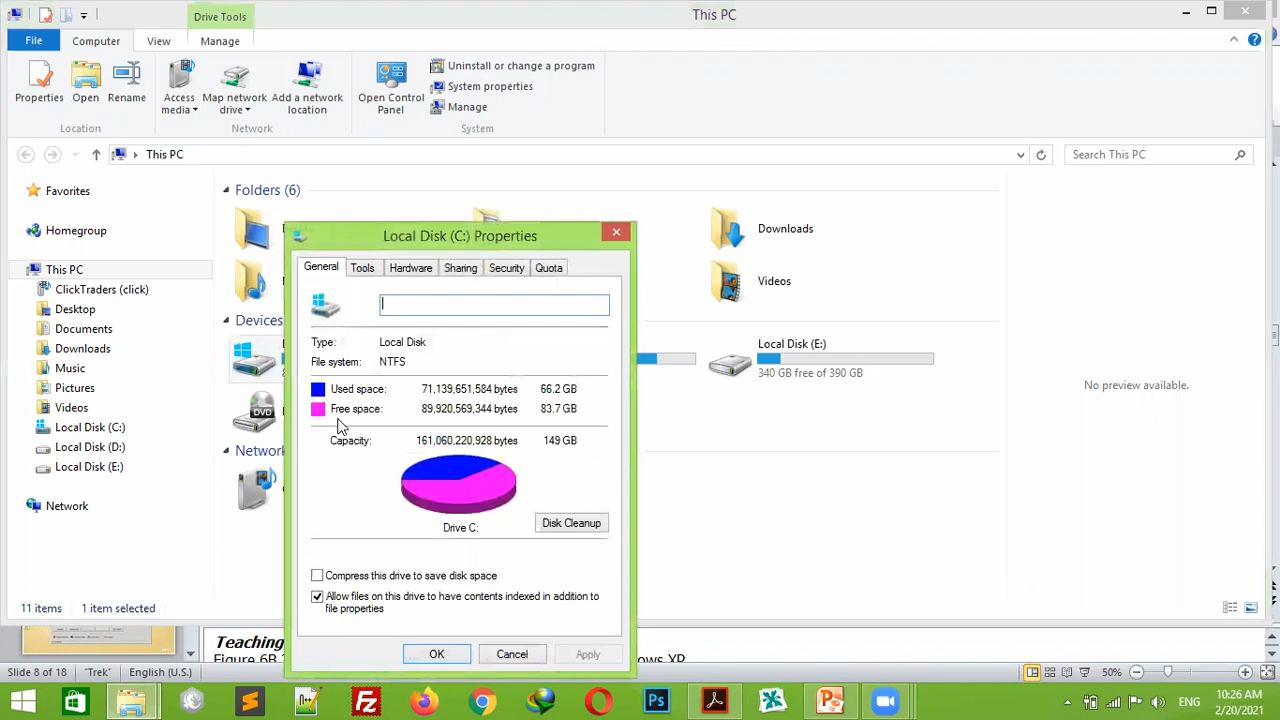 Drive Tools
This PC
File
Computer
View
Manage
Properties
Open
Rename
Access media
Map network drive
Add a network location
Open Control Panel
Uninstall or change a program
System properties
Manage
Location
Network
System
This PC
Search This PC
Favorites
Homegroup
This PC
ClickTraders (click)
Desktop
Documents
Downloads
Music
Pictures
Videos
Local Disk (C:)
Local Disk (D:)
Local Disk (E:)
Network
Folders (6)
Downloads
Videos
Devices
Local Disk (E:)
340 GB free of 390 GB
Network
No preview available.
Local Disk (C:) Properties
General
Tools
Hardware
Sharing
Security
Quota
Type: Local Disk
File system: NTFS
Used space: 71,139,651,584 bytes 66.2 GB
Free space: 89,920,569,344 bytes 83.7 GB
Capacity: 161,060,220,928 bytes 149 GB
Drive C:
Disk Cleanup
Compress this drive to save disk space
Allow files on this drive to have contents indexed in addition to
file properties
OK
Cancel
Apply
11 items 1 item selected
Teaching
Figure 6B
Slide 8 of 18
"Trek"
English (U.S.)
50%
DVD
Fz
Ps
ENG
10:26 AM
2/20/2021